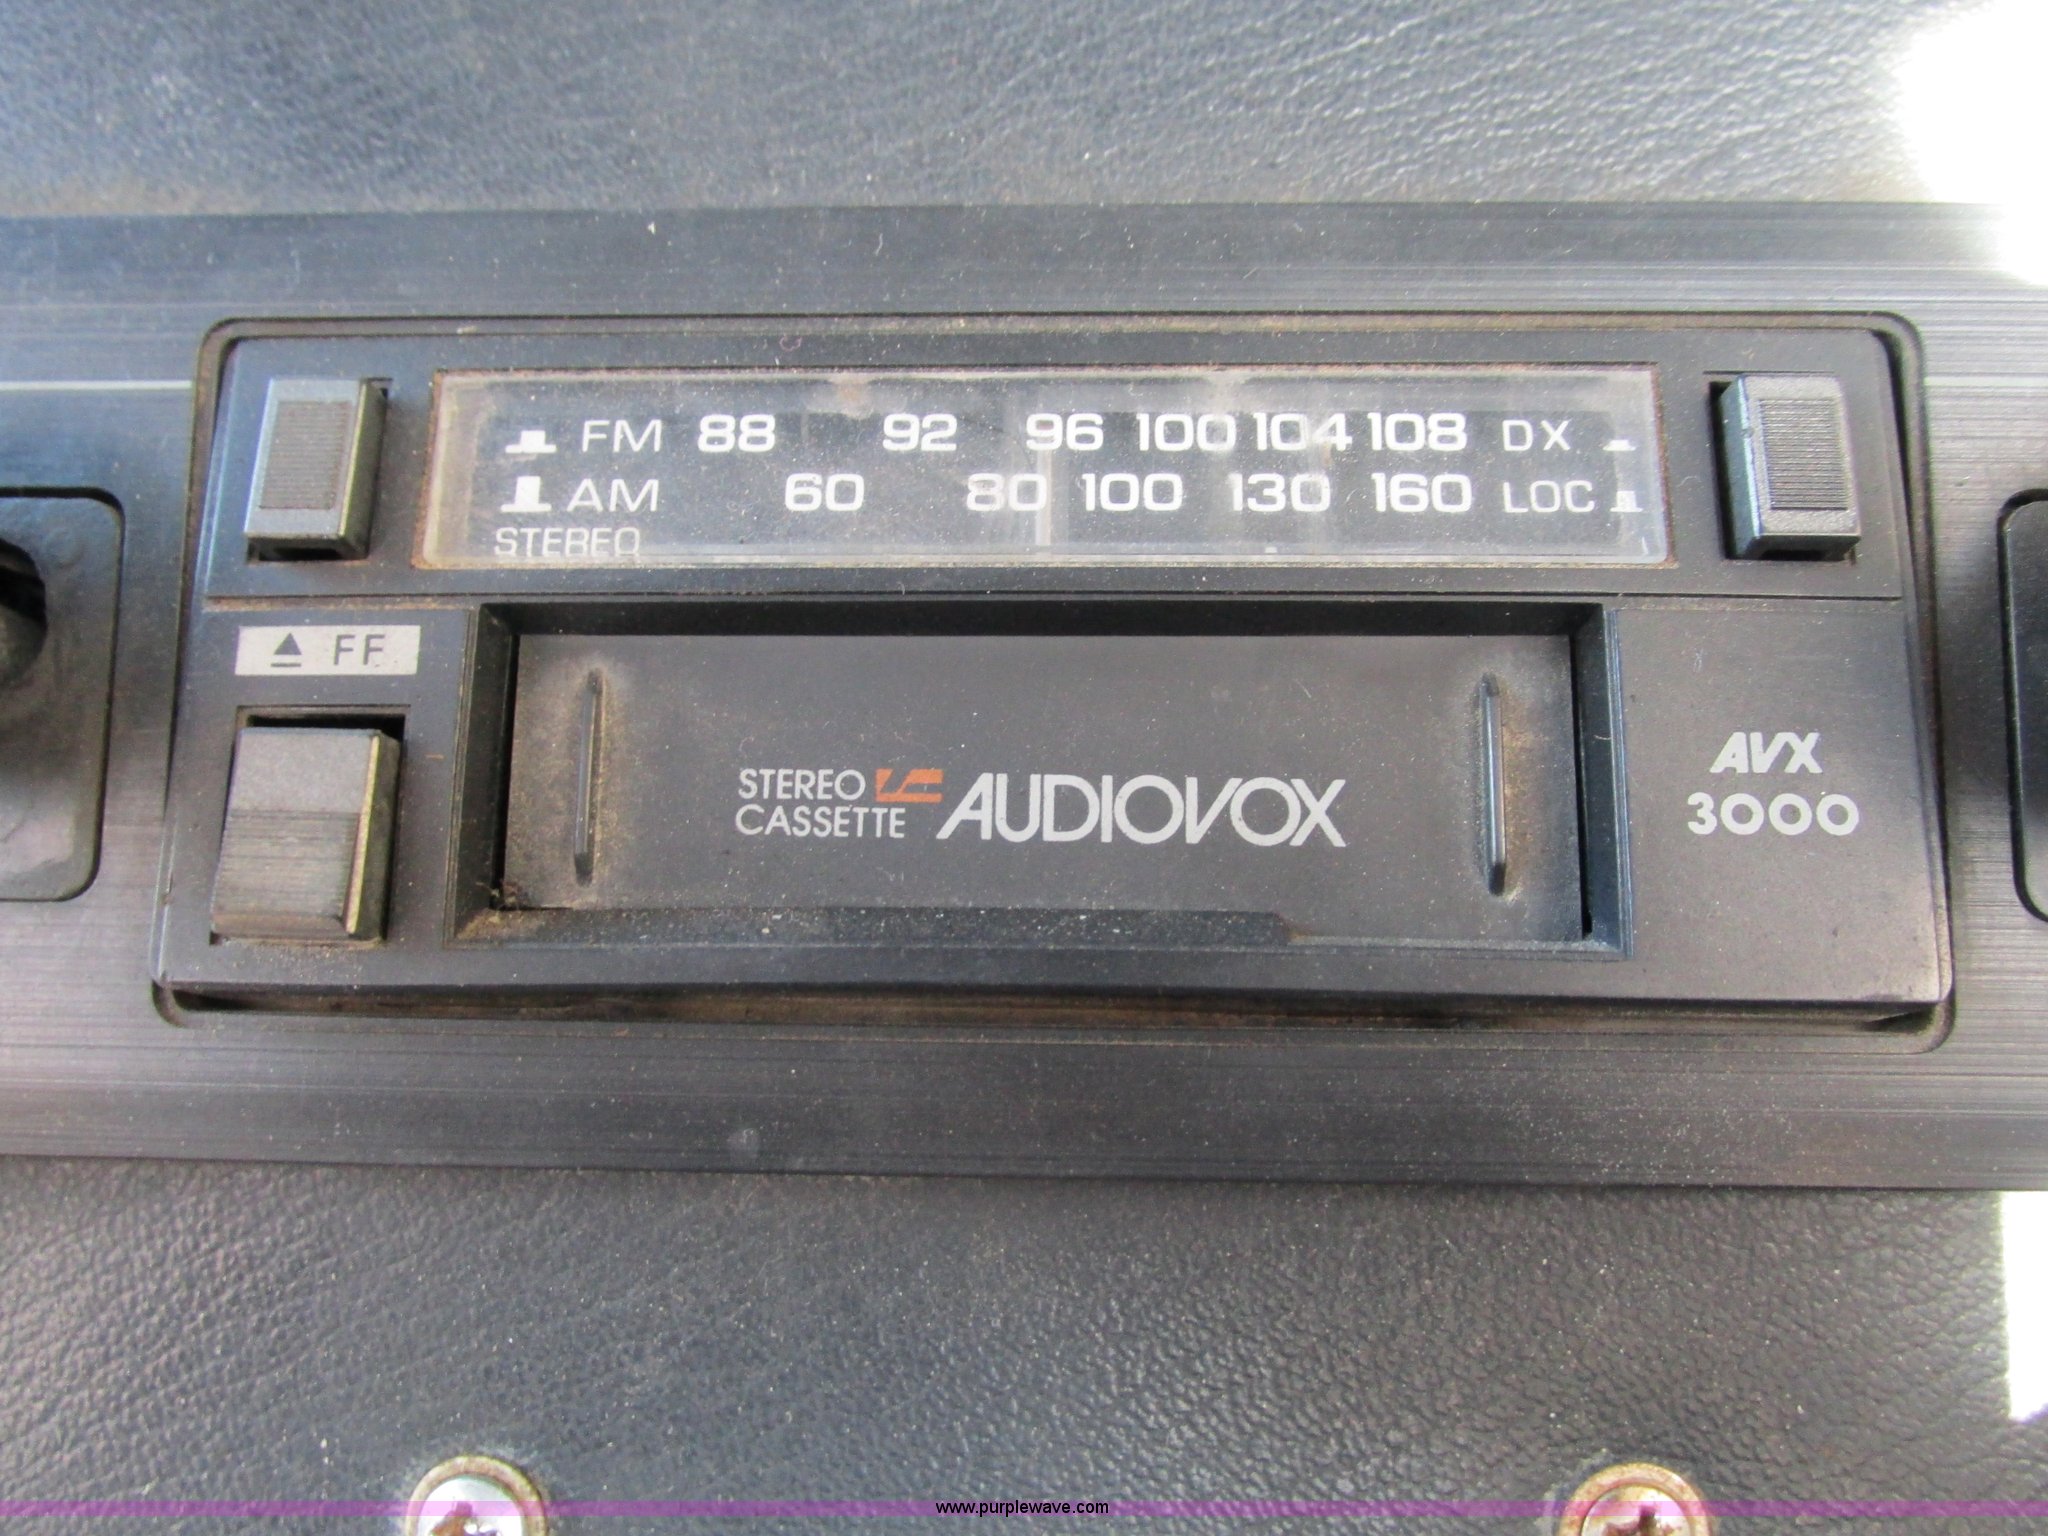 FM 88 92 96 100 104 108 DX
AM 60 80 100 130 160 LOC
STEREO
FF
STEREO
CASSETTE
AUDIOVOX
AVX
3000
www.purplewave.com